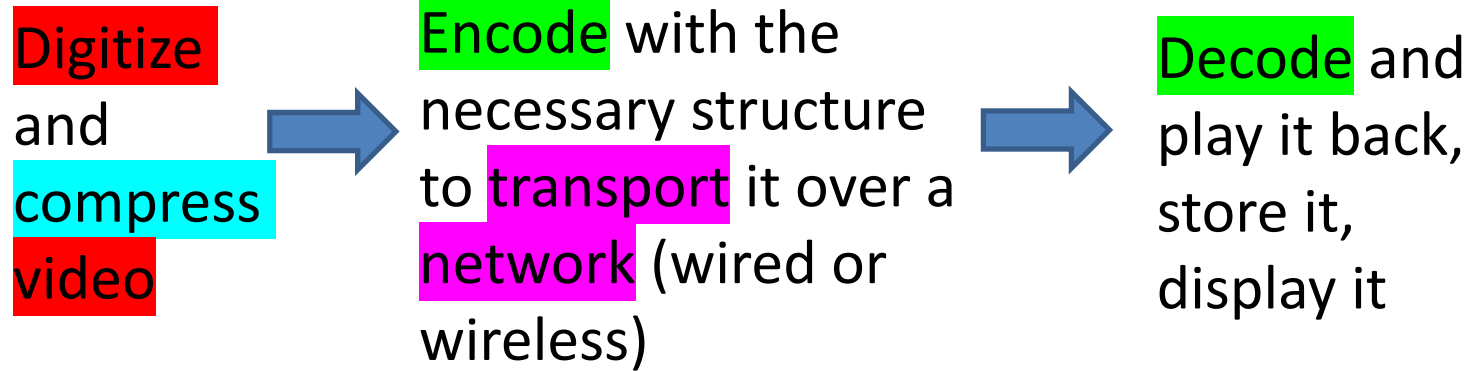 Digitize
and
compress
video
Encode with the
necessary structure
to transport it over a
network (wired or
wireless)
Decode and
play it back,
store it,
display it